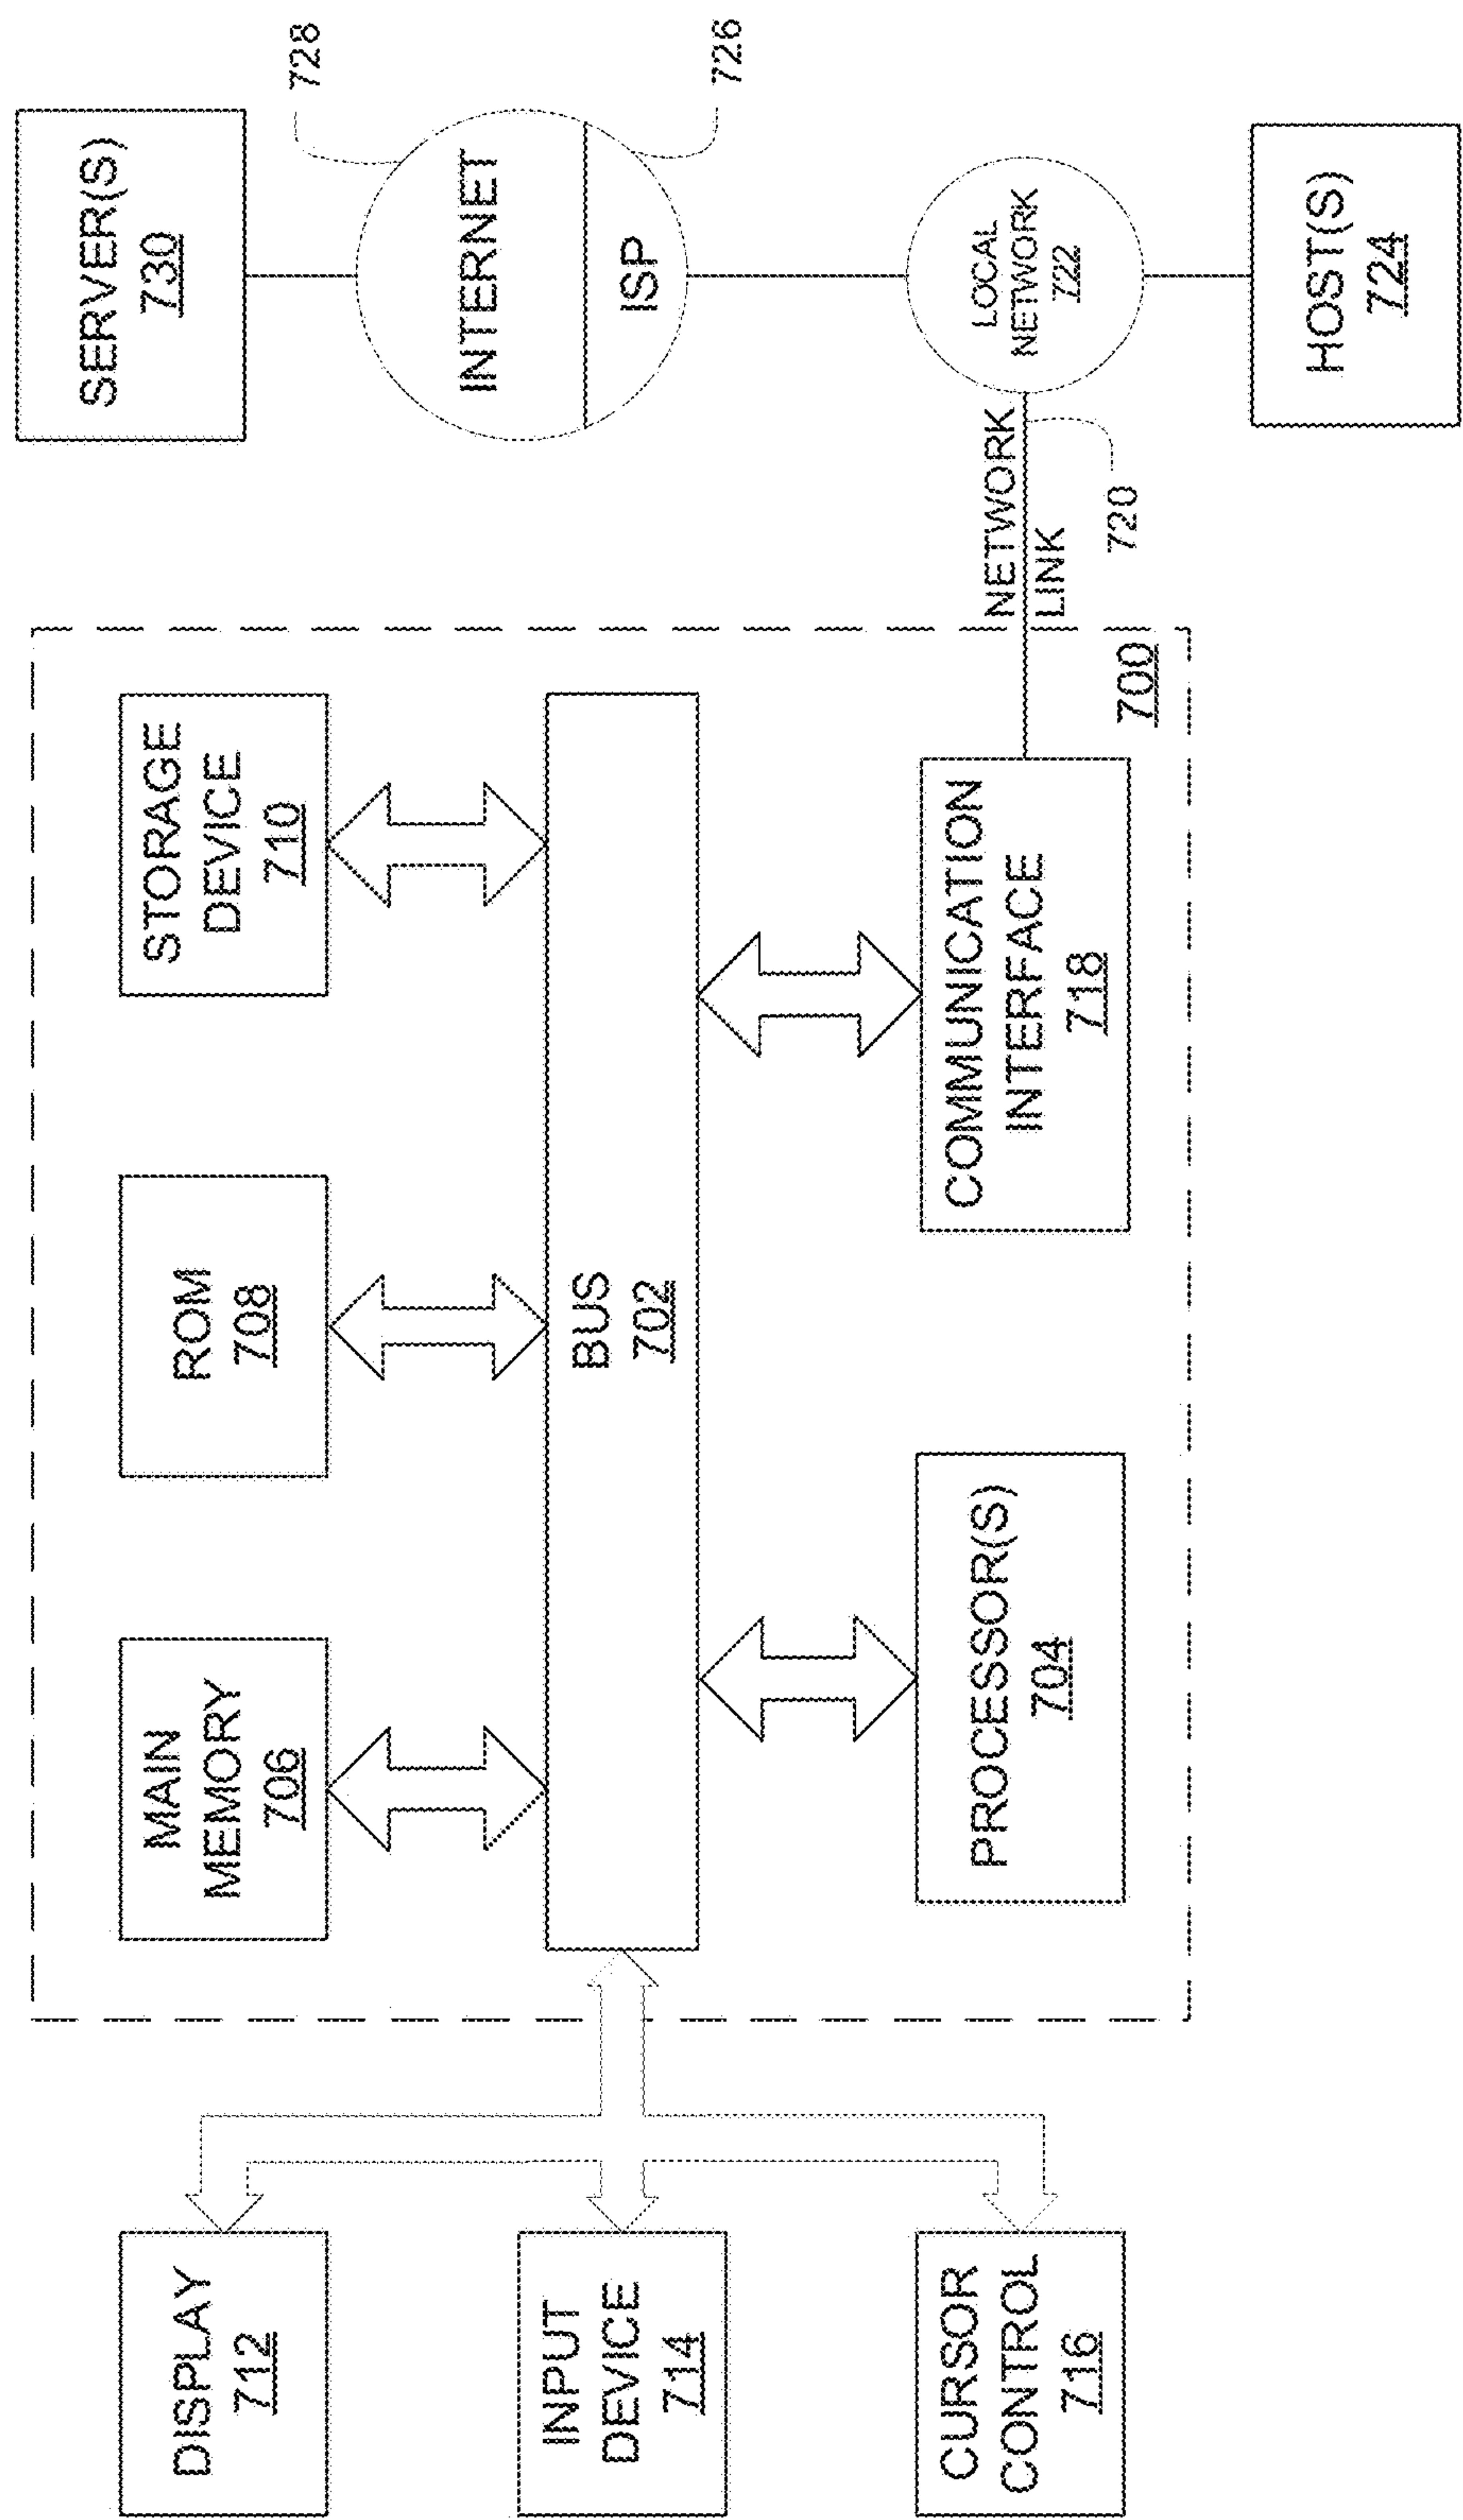 DISPLAY
712
INPUT
DEVICE
714
CURSOR
CONTROL
716
MAIN
MEMORY
706
ROM
708
STORAGE
DEVICE
710
BUS
702
PROCESSOR(S)
704
COMMUNICATION
INTERFACE
718
700
NETWORK
LINK
720
SERVER(S)
730
728
INTERNET
ISP
726
LOCAL
NETWORK
722
HOST(S)
724